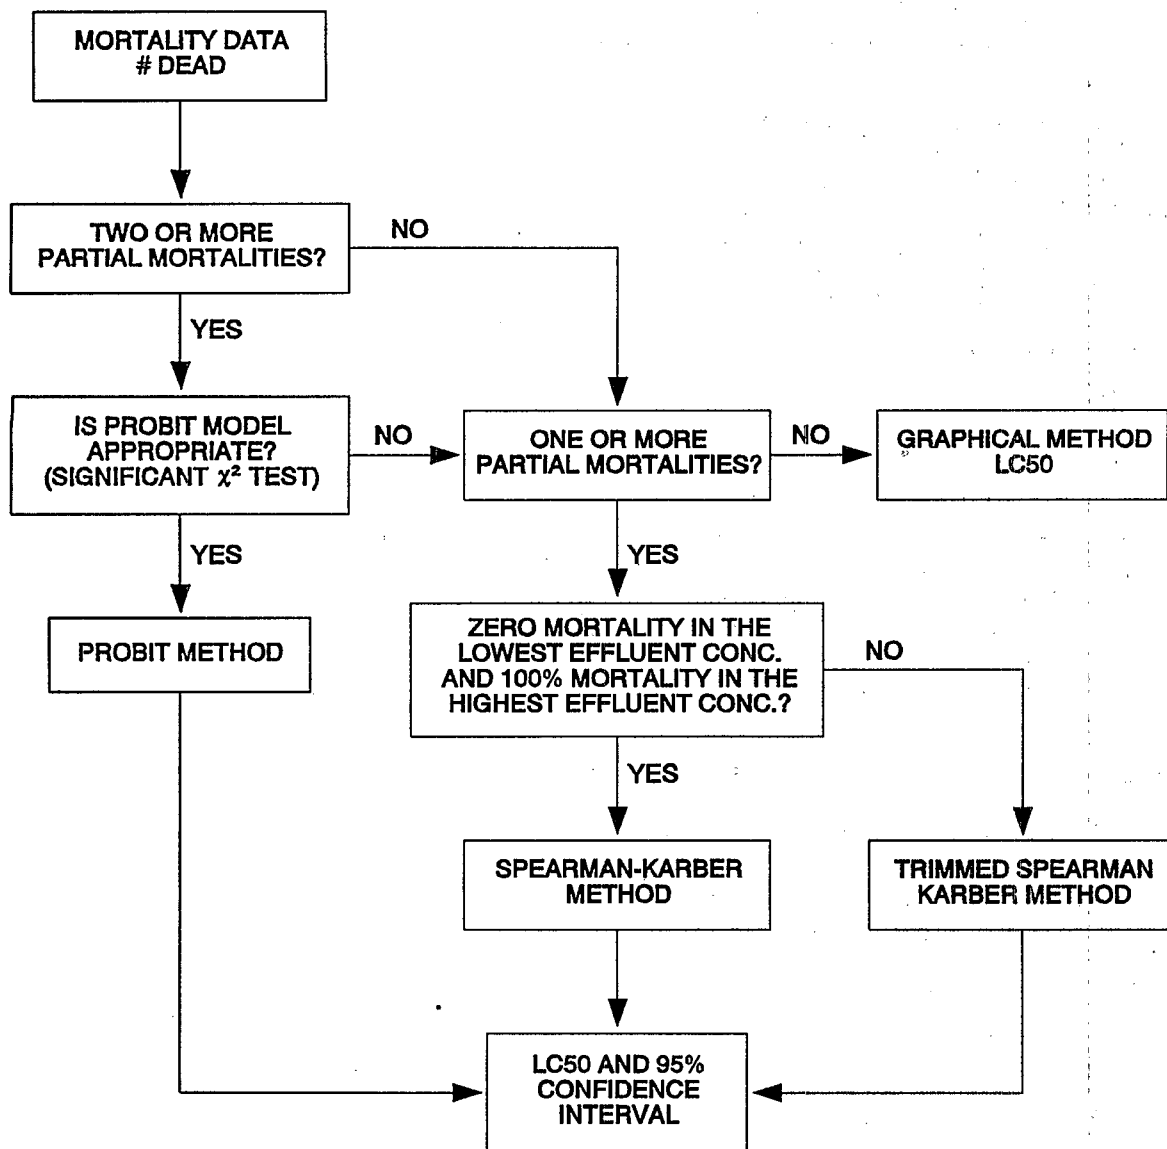 MORTALITY DATA
# DEAD
TWO OR MORE
PARTIAL MORTALITIES?
NO
YES
IS PROBIT MODEL
APPROPRIATE?
(SIGNIFICANT χ² TEST)
NO
ONE OR MORE
PARTIAL MORTALITIES?
NO
GRAPHICAL METHOD
LC50
YES
YES
PROBIT METHOD
ZERO MORTALITY IN THE
LOWEST EFFLUENT CONC.
AND 100% MORTALITY IN THE
HIGHEST EFFLUENT CONC.?
NO
YES
SPEARMAN-KARBER
METHOD
TRIMMED SPEARMAN
KARBER METHOD
LC50 AND 95%
CONFIDENCE
INTERVAL